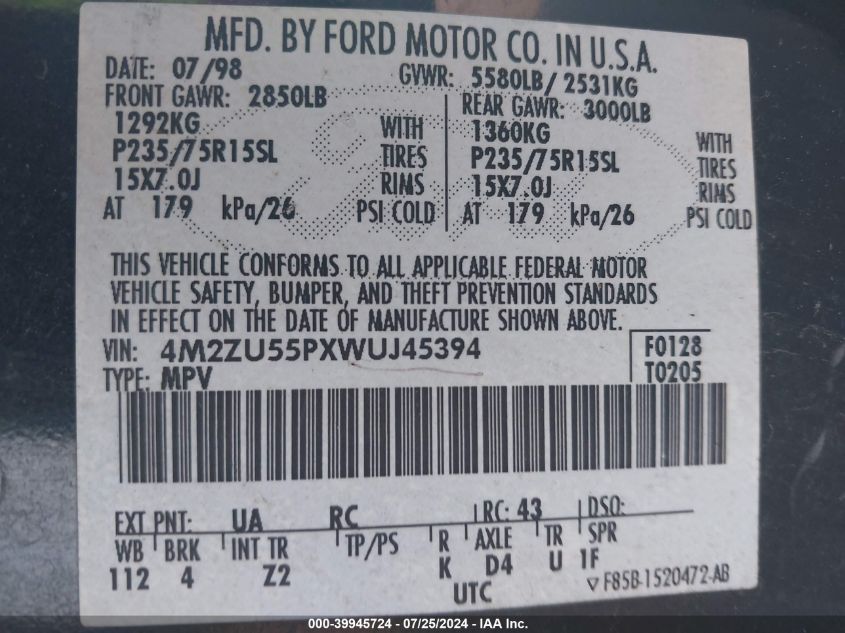 MFD. BY FORD MOTOR CO. IN U.S.A.
DATE: 07/98 GVWR: 5580LB/ 2531KG
FRONT GAWR: 2850LB REAR GAWR: 3000LB
1292KG WITH 1360KG WITH
P235/75R15SL TIRES P235/75R15SL TIRES
15X7.0J RIMS 15X7.0J RIMS
AT 179 kPa/26 PSI COLD AT 179 kPa/26 PSI COLD
THIS VEHICLE CONFORMS TO ALL APPLICABLE FEDERAL MOTOR
VEHICLE SAFETY, BUMPER, AND THEFT PREVENTION STANDARDS
IN EFFECT ON THE DATE OF MANUFACTURE SHOWN ABOVE.
VIN: 4M2ZU55PXWUJ45394 F0128
TYPE: MPV T0205
EXT PNT: UA RC RC: 43 DSO:
WB BRK INT TR TP/PS R AXLE TR SPR
112 4 Z2 K D4 U 1F
UTC ▽ F85B-1520472-AB
000-39945724 - 07/25/2024 - IAA Inc.